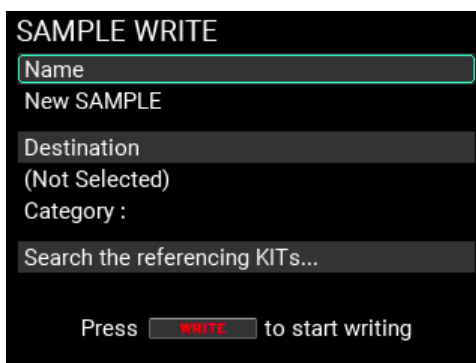 SAMPLE WRITE
Name
New SAMPLE
Destination
(Not Selected)
Category :
Search the referencing KITs...
Press WRITE to start writing